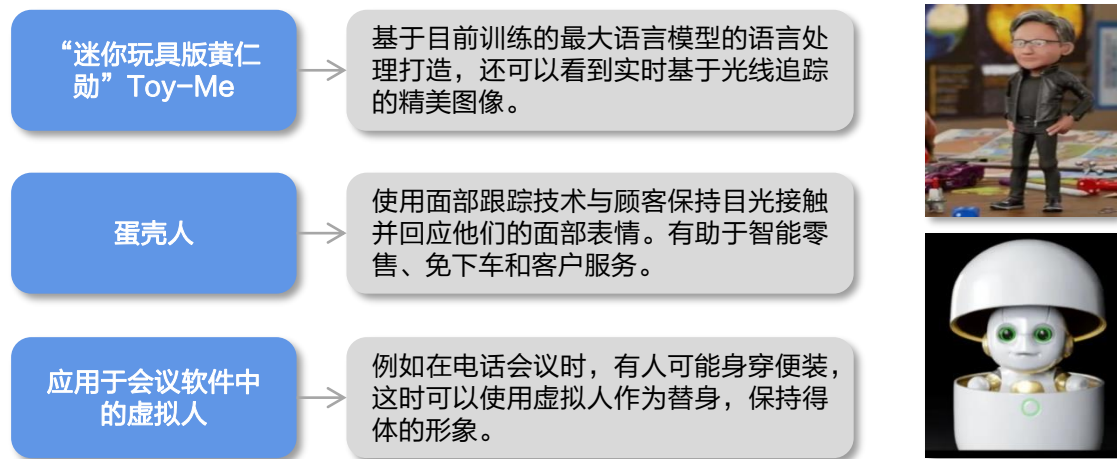 “迷你玩具版黄仁
勋”Toy-Me
基于目前训练的最大语言模型的语言处
理打造，还可以看到实时基于光线追踪
的精美图像。
蛋壳人
使用面部跟踪技术与顾客保持目光接触
并回应他们的面部表情。有助于智能零
售、免下车和客户服务。
应用于会议软件中
的虚拟人
例如在电话会议时，有人可能身穿便装，
这时可以使用虚拟人作为替身，保持得
体的形象。